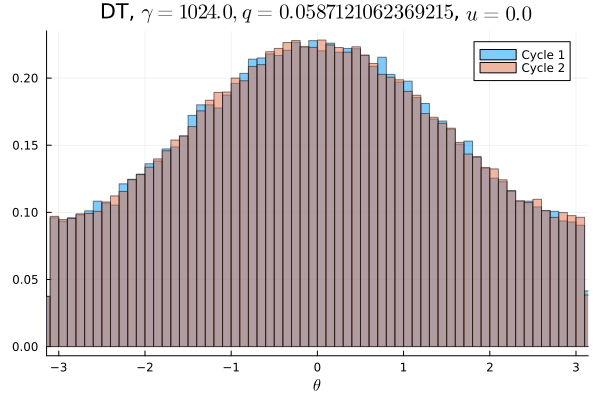 DT, γ = 1024.0, q = 0.0587121062369215, u = 0.0
Cycle 1
Cycle 2
0.20
0.15
0.10
0.05
0.00
−3 −2 −1 0 1 2 3
θ